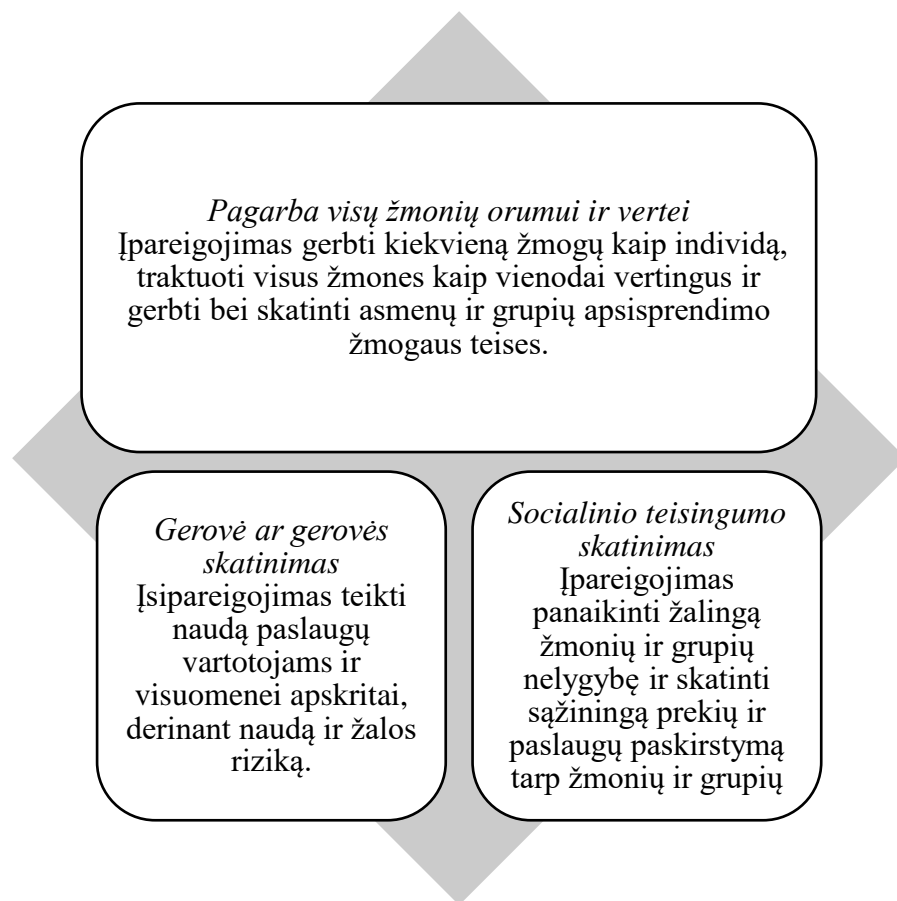 Pagarba visų žmonių orumui ir vertei
Įpareigojimas gerbti kiekvieną žmogų kaip individą,
traktuoti visus žmones kaip vienodai vertingus ir
gerbti bei skatinti asmenų ir grupių apsisprendimo
žmogaus teises.
Gerovė ar gerovės
skatinimas
Įsipareigojimas teikti
naudą paslaugų
vartotojams ir
visuomenei apskritai,
derinant naudą ir žalos
riziką.
Socialinio teisingumo
skatinimas
Įpareigojimas
panaikinti žalingą
žmonių ir grupių
nelygybę ir skatinti
sąžiningą prekių ir
paslaugų paskirstymą
tarp žmonių ir grupių